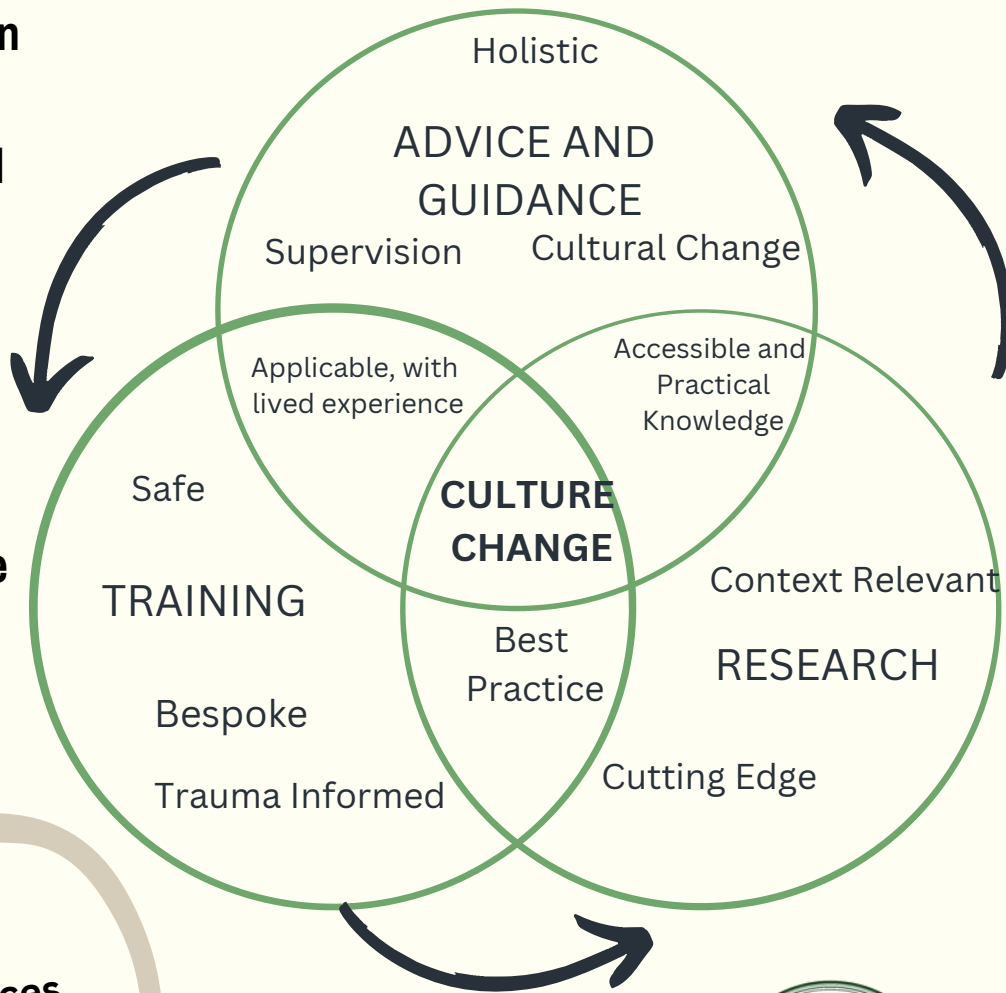 Holistic
ADVICE AND
GUIDANCE
Supervision
Cultural Change
Applicable, with
lived experience
Accessible and
Practical
Knowledge
Safe
CULTURE
CHANGE
TRAINING
Context Relevant
Best
Practice
RESEARCH
Bespoke
Cutting Edge
Trauma Informed